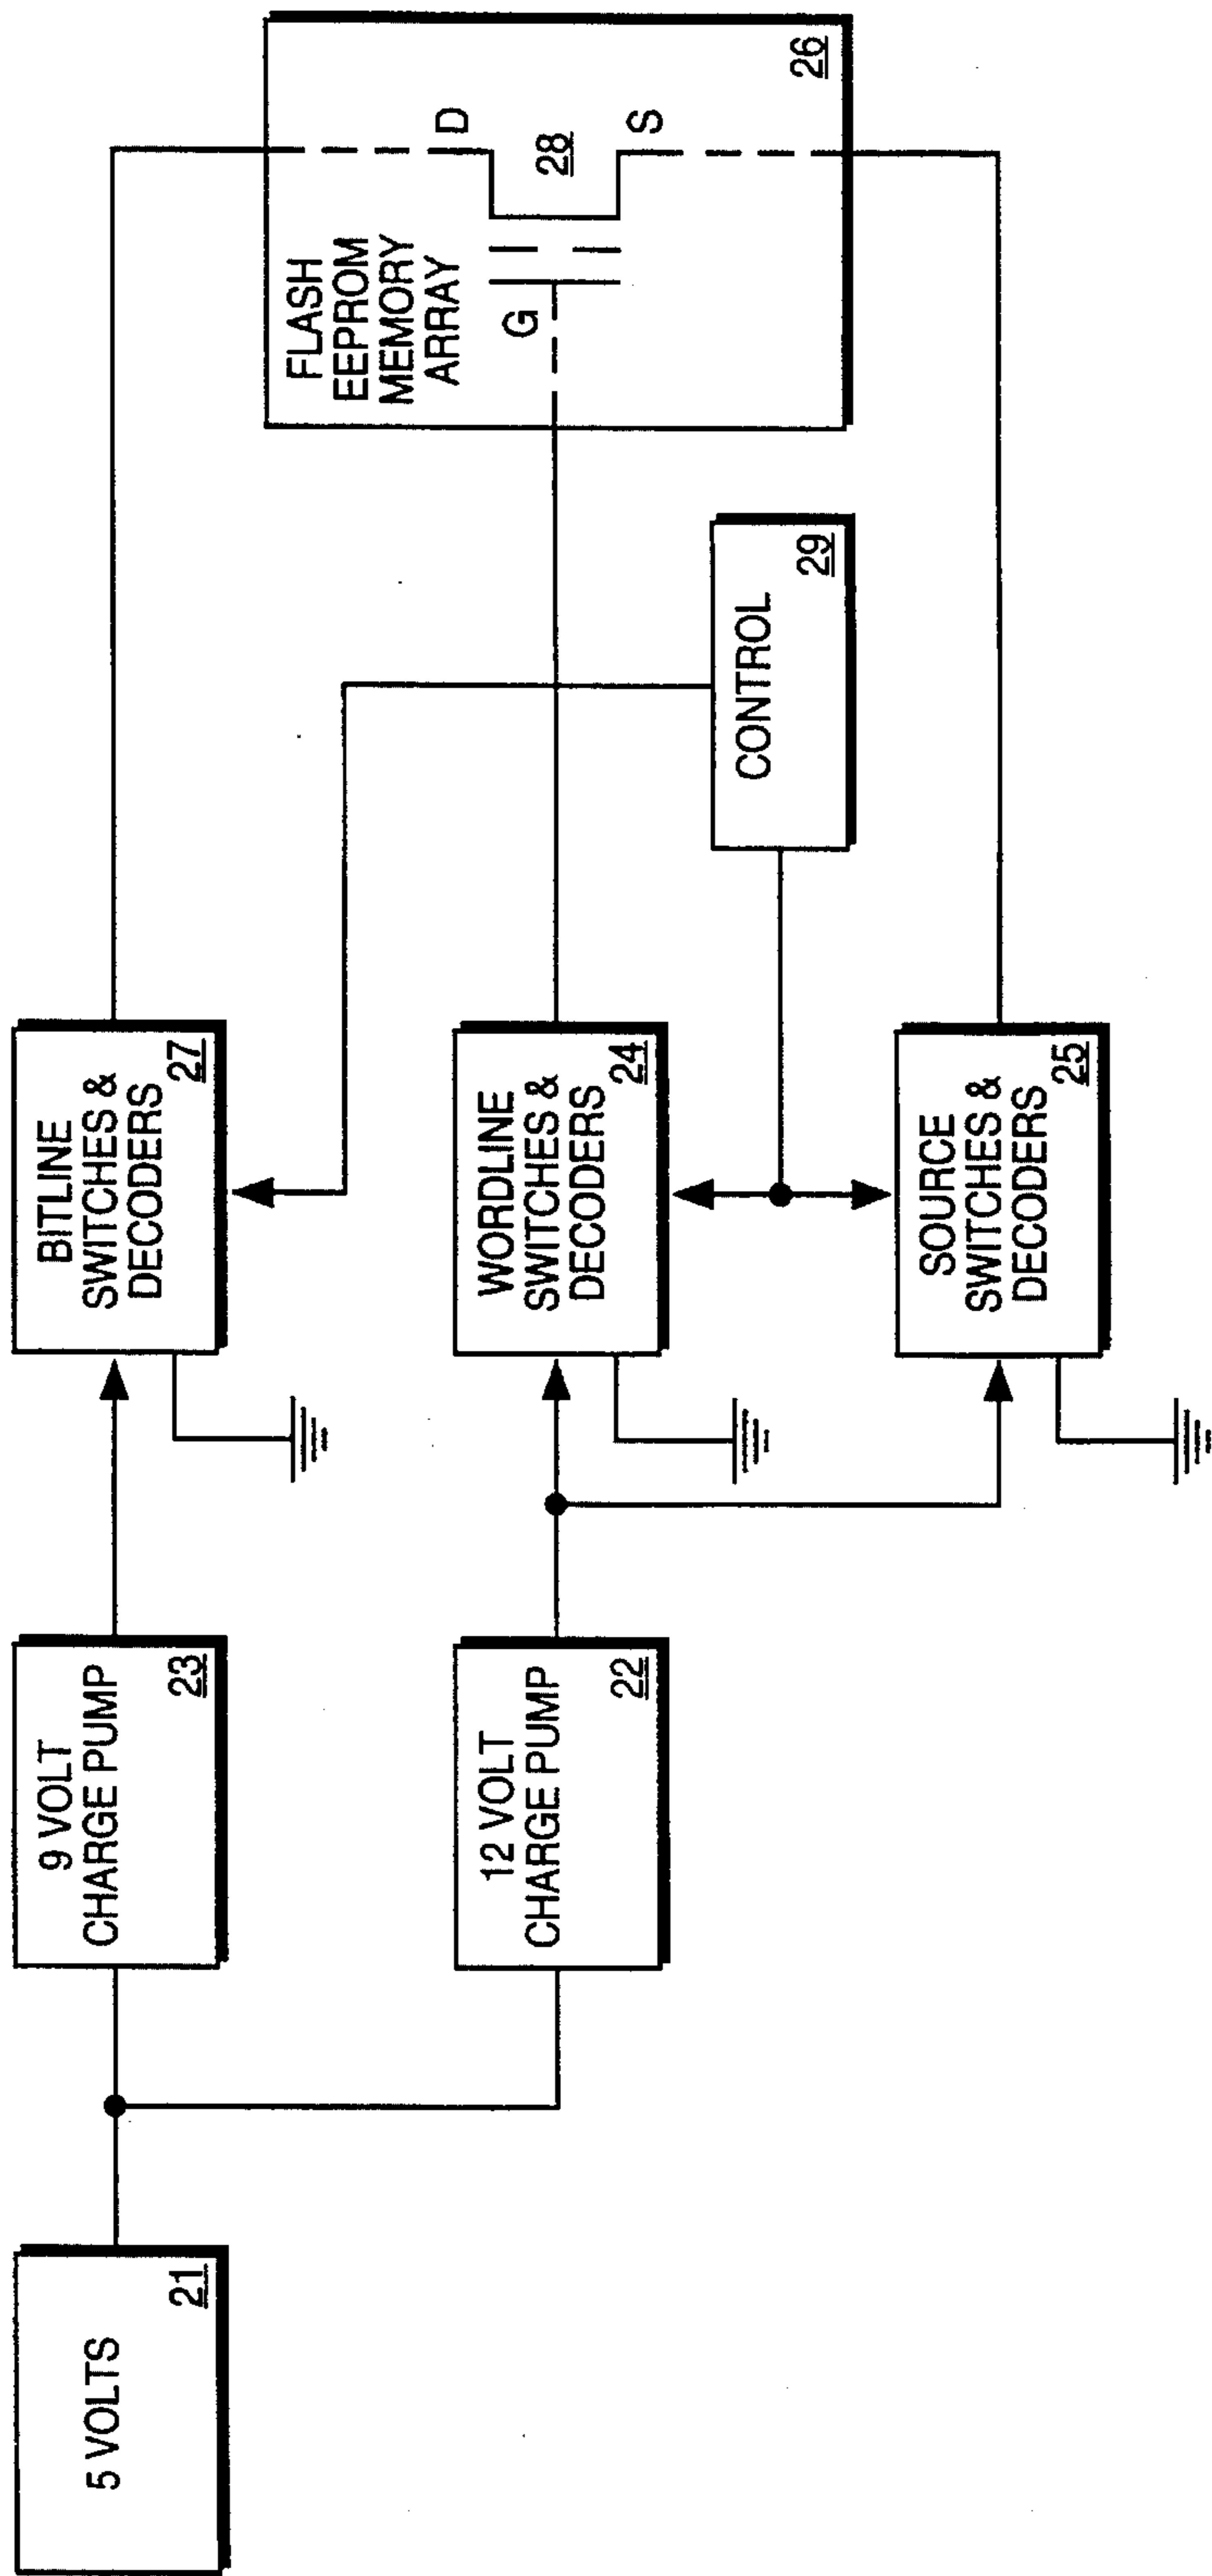 5 VOLTS
21
9 VOLT
CHARGE PUMP
23
12 VOLT
CHARGE PUMP
22
BITLINE
SWITCHES &
DECODERS
27
WORDLINE
SWITCHES &
DECODERS
24
SOURCE
SWITCHES &
DECODERS
25
CONTROL
29
FLASH
EEPROM
MEMORY
ARRAY
G
D
28
S
26